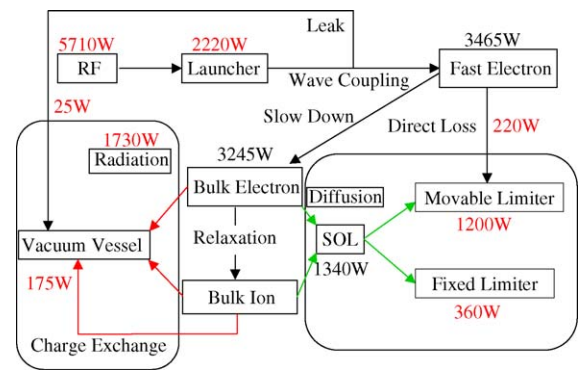 Leak
5710W
2220W
3465W
RF
Launcher
Fast Electron
Wave Coupling
25W
Slow Down
Direct Loss
220W
1730W
Radiation
3245W
Bulk Electron
Diffusion
Movable Limiter
1200W
Relaxation
Vacuum Vessel
SOL
1340W
175W
Bulk Ion
Fixed Limiter
360W
Charge Exchange